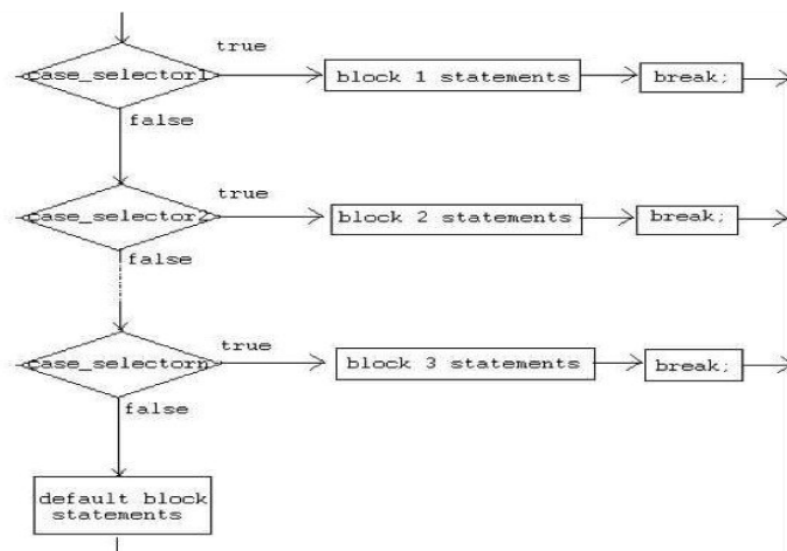 true
case_selector1
block 1 statements
break;
false
true
case_selector2
block 2 statements
break;
false
true
case_selectorn
block 3 statements
break;
false
default block
statements